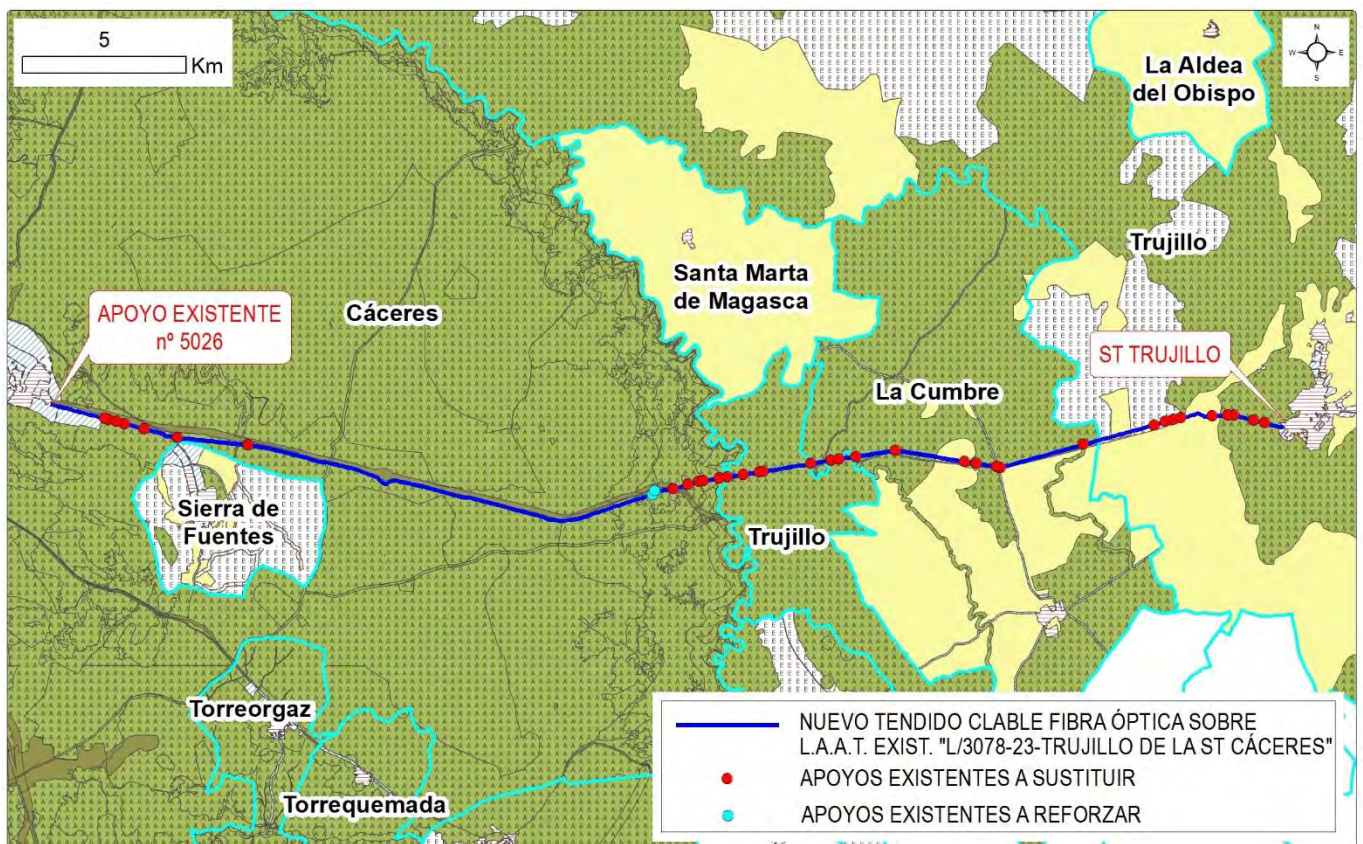 5
Km
N
W E
S
La Aldea
del Obispo
Trujillo
Santa Marta
de Magasca
Cáceres
APOYO EXISTENTE
nº 5026
ST TRUJILLO
La Cumbre
Sierra de
Fuentes
Trujillo
Torreorgaz
Torrequemada
NUEVO TENDIDO CLABLE FIBRA ÓPTICA SOBRE
L.A.A.T. EXIST. "L/3078-23-TRUJILLO DE LA ST CÁCERES"
APOYOS EXISTENTES A SUSTITUIR
APOYOS EXISTENTES A REFORZAR